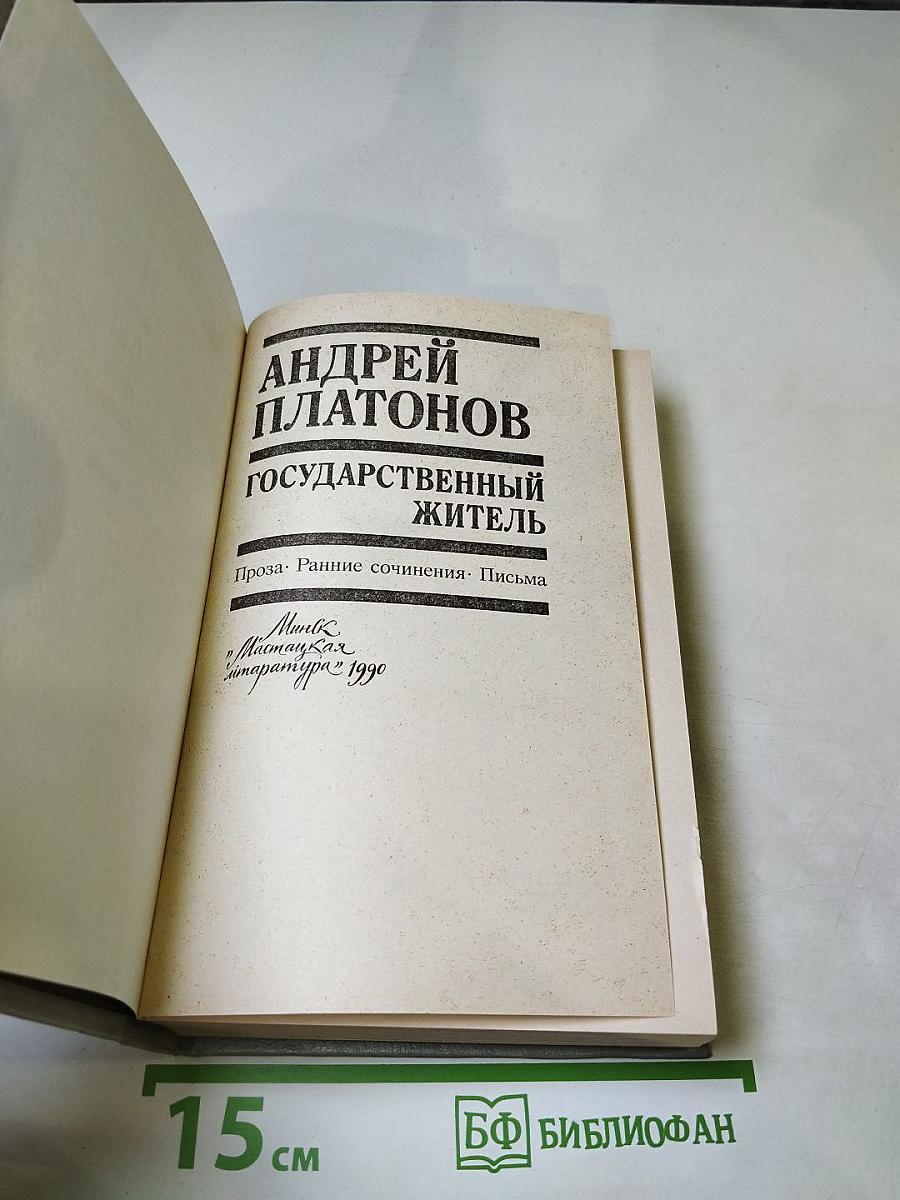 АНДРЕЙ
ПЛАТОНОВ
ГОСУДАРСТВЕННЫЙ
ЖИТЕЛЬ
Проза· Ранние сочинения· Письма
Минск
„Мастацкая
літаратура“ 1990
15 см
БФ БИБЛИОФАН